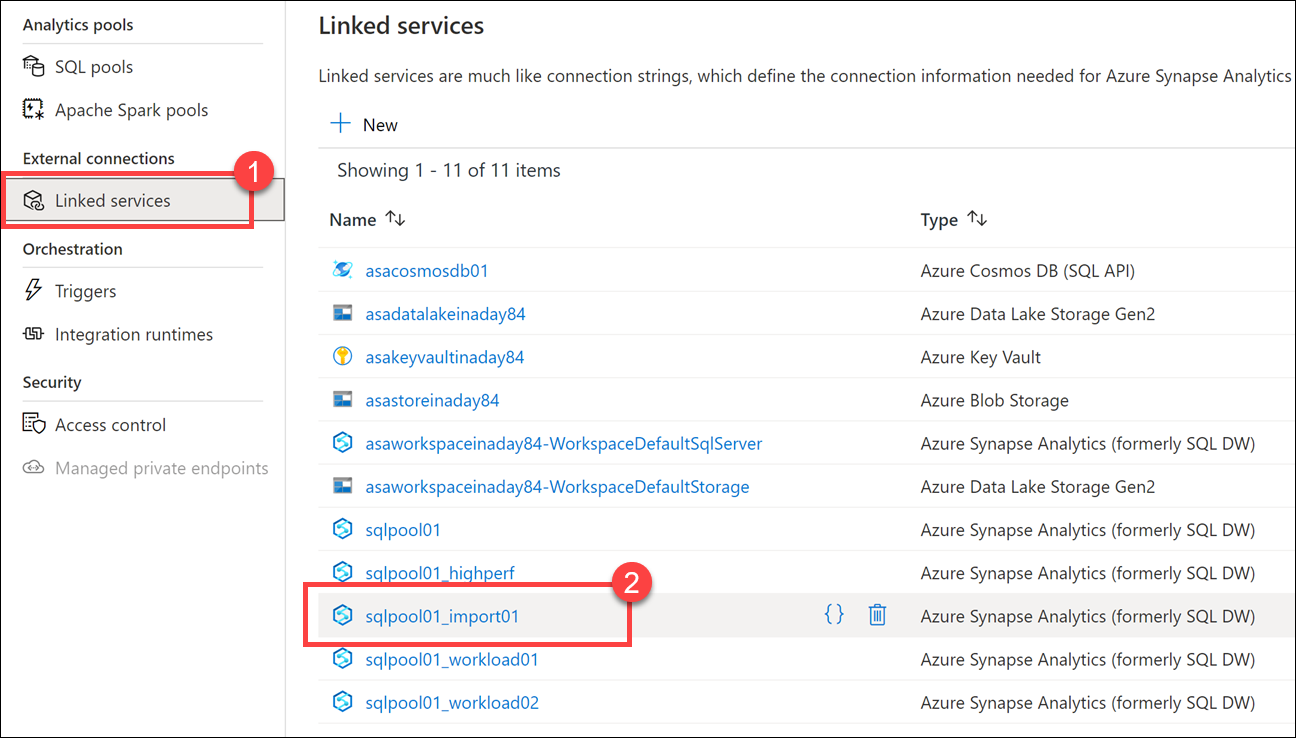 Analytics pools
SQL pools
Apache Spark pools
External connections
1
Linked services
Orchestration
Triggers
Integration runtimes
Security
Access control
Managed private endpoints
Linked services
Linked services are much like connection strings, which define the connection information needed for Azure Synapse Analytics
New
Showing 1 - 11 of 11 items
Name Type
asacosmosdb01 Azure Cosmos DB (SQL API)
asadatalakeinaday84 Azure Data Lake Storage Gen2
asakeyvaultinaday84 Azure Key Vault
asastoreinaday84 Azure Blob Storage
asaworkspaceinaday84-WorkspaceDefaultSqlServer Azure Synapse Analytics (formerly SQL DW)
asaworkspaceinaday84-WorkspaceDefaultStorage Azure Data Lake Storage Gen2
sqlpool01 Azure Synapse Analytics (formerly SQL DW)
sqlpool01_highperf Azure Synapse Analytics (formerly SQL DW)
2
sqlpool01_import01 {} Azure Synapse Analytics (formerly SQL DW)
sqlpool01_workload01 Azure Synapse Analytics (formerly SQL DW)
sqlpool01_workload02 Azure Synapse Analytics (formerly SQL DW)